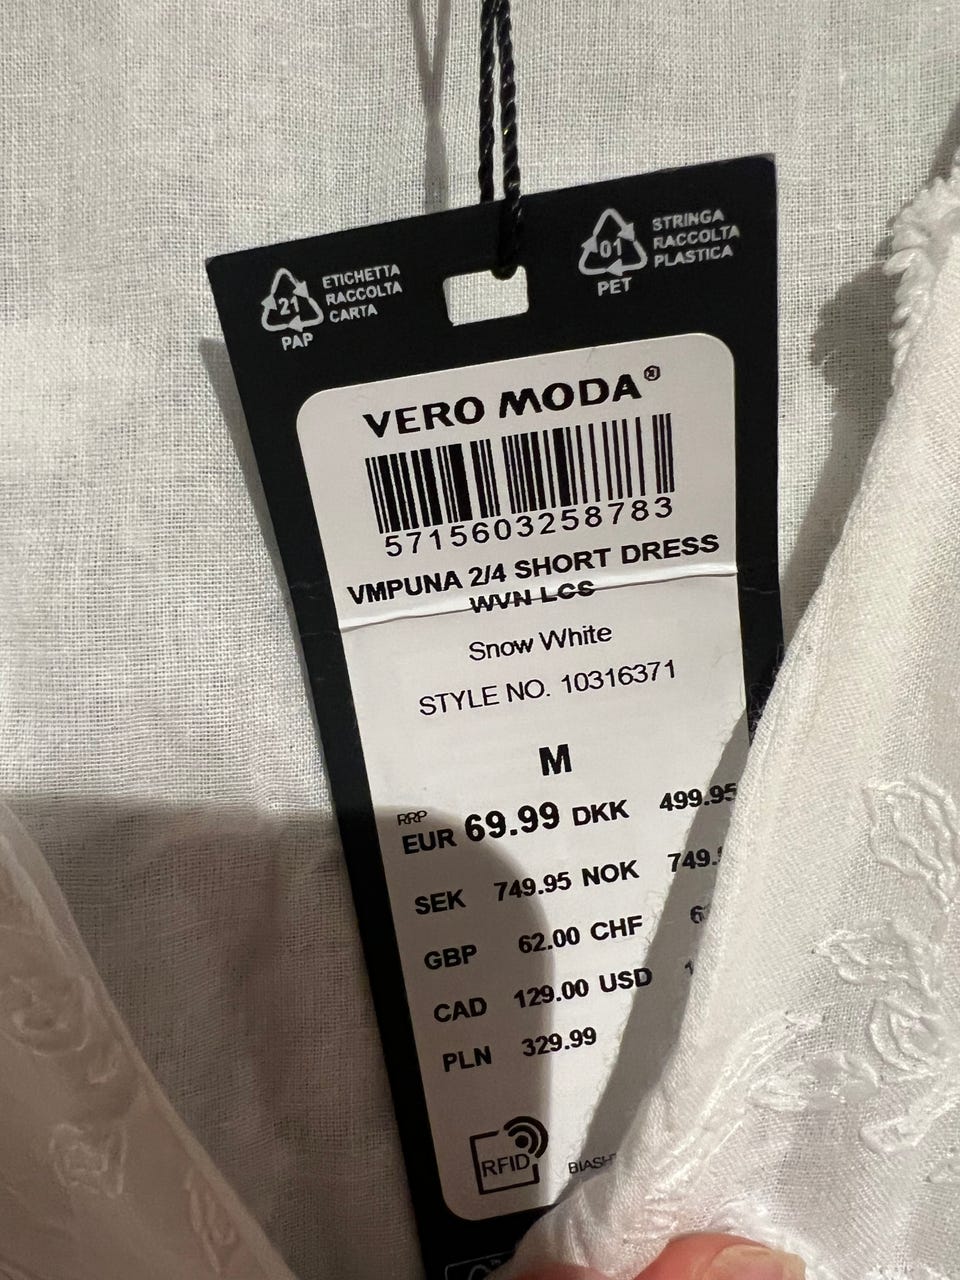 21
PAP
ETICHETTA
RACCOLTA
CARTA
01
PET
STRINGA
RACCOLTA
PLASTICA
VERO MODA®
5715603258783
VMPUNA 2/4 SHORT DRESS
WVN LCS
Snow White
STYLE NO. 10316371
M
RRP
EUR 69.99 DKK 499.95
SEK 749.95 NOK
GBP 62.00 CHF
CAD 129.00 USD
PLN 329.99
RFID